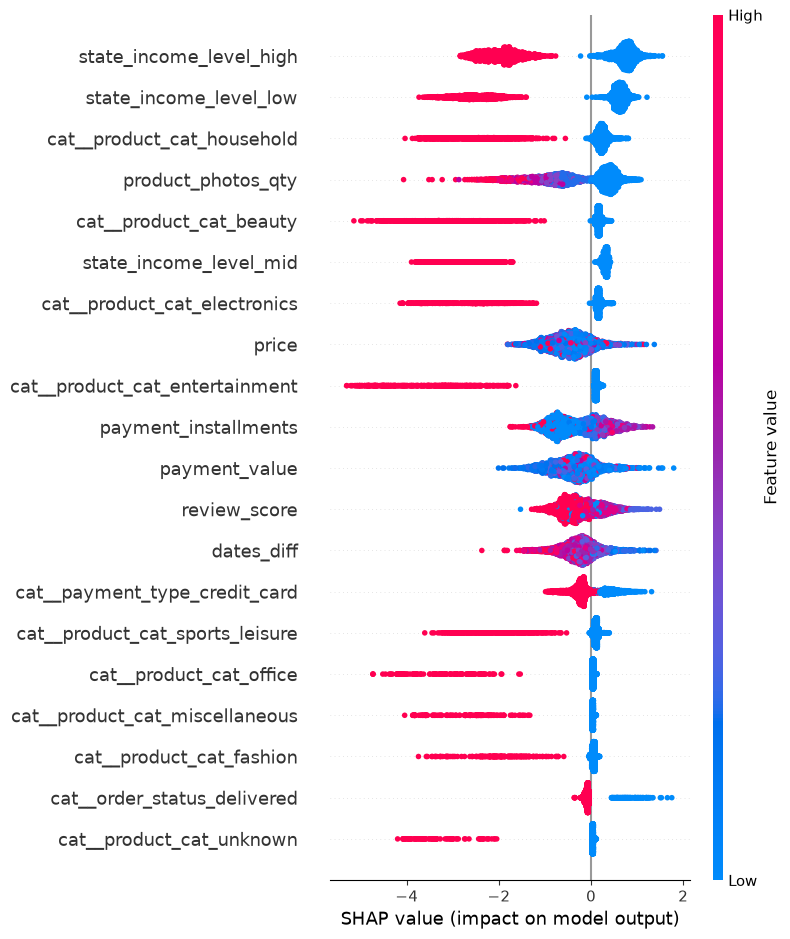 High
state_income_level_high
state_income_level_low
cat__product_cat_household
product_photos_qty
cat__product_cat_beauty
state_income_level_mid
cat__product_cat_electronics
price
cat__product_cat_entertainment
payment_installments
payment_value
review_score
dates_diff
cat__payment_type_credit_card
cat__product_cat_sports_leisure
cat__product_cat_office
cat__product_cat_miscellaneous
cat__product_cat_fashion
cat__order_status_delivered
cat__product_cat_unknown
Feature value
Low
−4 −2 0 2
SHAP value (impact on model output)